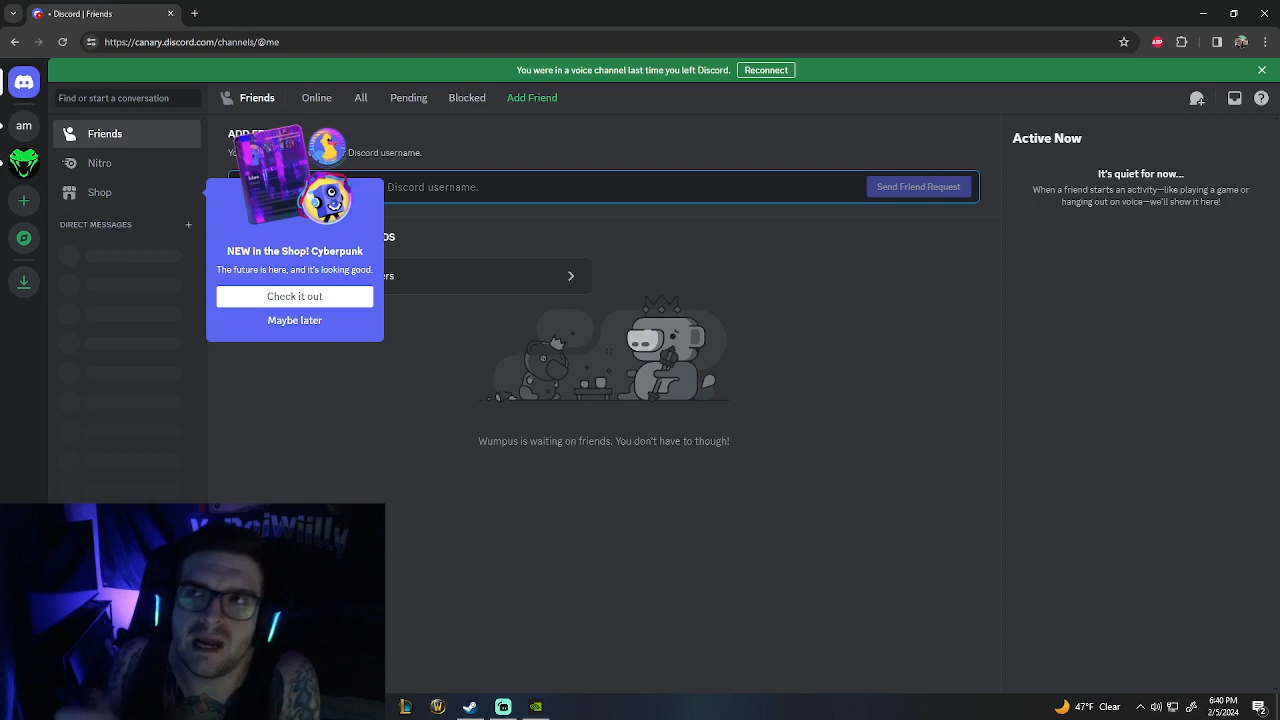 Discord | Friends
https://canary.discord.com/channels/@me
You were in a voice channel last time you left Discord.
Reconnect
Find or start a conversation
Friends
Online
All
Pending
Blocked
Add Friend
am
Friends
Nitro
Shop
DIRECT MESSAGES
Discord username.
Discord username.
Send Friend Request
NEW in the Shop! Cyberpunk
The future is here, and it's looking good.
Check it out
Maybe later
Wumpus is waiting on friends. You don't have to though!
Active Now
It's quiet for now...
When a friend starts an activity—like playing a game or
hanging out on voice—we'll show it here!
47°F Clear
6:40 PM
2/5/2024